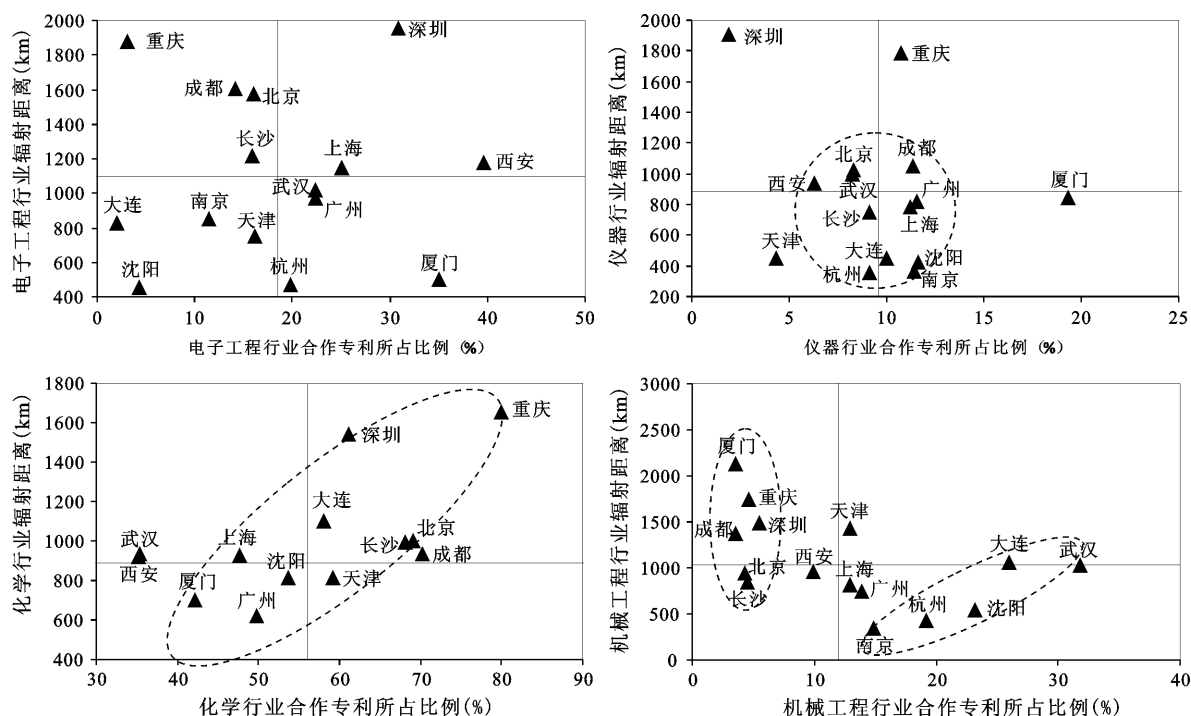 电子工程行业辐射距离(km)
2000
1800
1600
1400
1200
1000
800
600
400
重庆
深圳
成都
北京
长沙
上海
西安
武汉
广州
大连
南京
天津
沈阳
杭州
厦门
0
10
20
30
40
50
电子工程行业合作专利所占比例 (%)
仪器行业辐射距离(km)
2000
1800
1600
1400
1200
1000
800
600
400
200
深圳
重庆
北京
成都
西安
武汉
广州
厦门
长沙
上海
天津
大连
沈阳
杭州
南京
0
5
10
15
20
25
仪器行业合作专利所占比例 (%)
化学行业辐射距离(km)
1800
1600
1400
1200
1000
800
600
400
重庆
深圳
大连
武汉
上海
长沙
北京
成都
西安
沈阳
厦门
天津
广州
30
40
50
60
70
80
90
化学行业合作专利所占比例(%)
机械工程行业辐射距离(km)
3000
2500
2000
1500
1000
500
0
厦门
重庆
深圳
天津
成都
大连
武汉
西安
北京
上海
长沙
广州
杭州
沈阳
南京
0
10
20
30
40
机械工程行业合作专利所占比例(%)